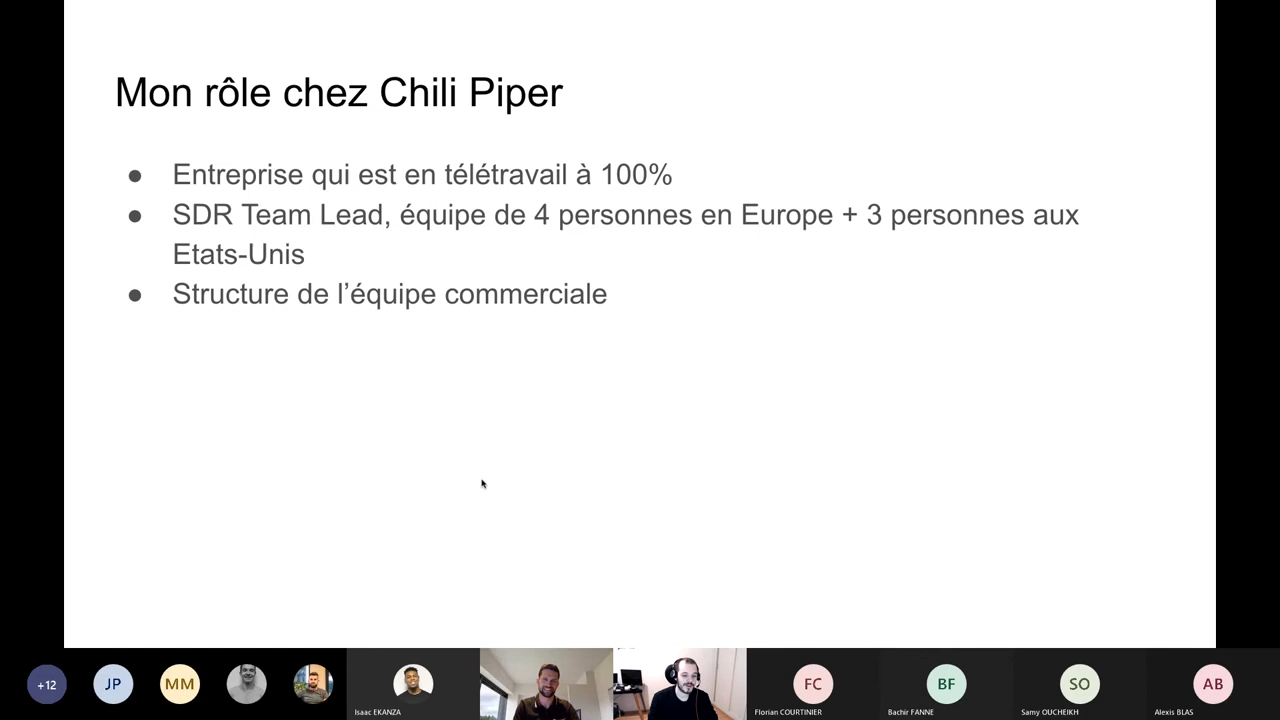 Mon rôle chez Chili Piper
● Entreprise qui est en télétravail à 100%
● SDR Team Lead, équipe de 4 personnes en Europe + 3 personnes aux
Etats-Unis
● Structure de l’équipe commerciale
+12
JP
MM
Isaac EKANZA
FC
Florian COURTINIER
BF
Bachir FANNE
SO
Samy OUCHEIKH
AB
Alexis BLAS